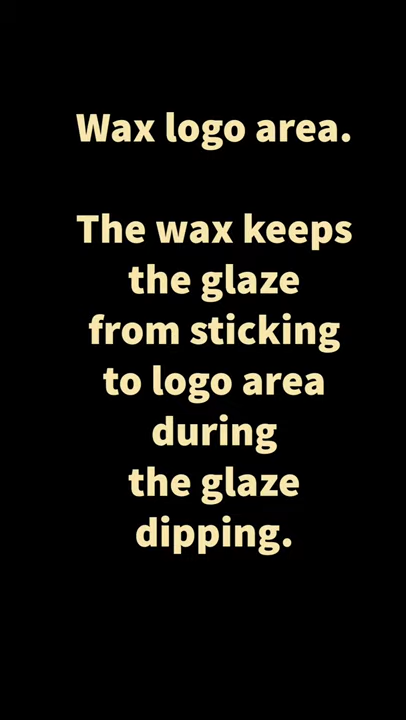 Wax logo area.
The wax keeps
the glaze
from sticking
to logo area
during
the glaze
dipping.